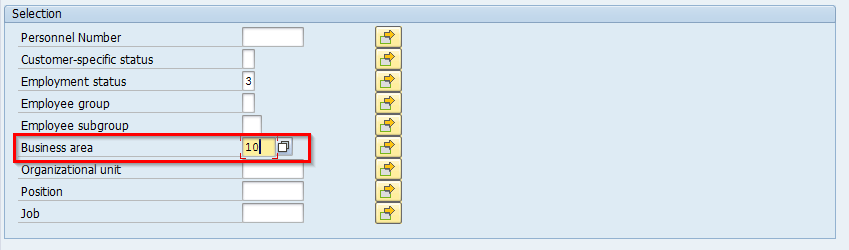 Selection
Personnel Number
Customer-specific status
Employment status 3
Employee group
Employee subgroup
Business area 10
Organizational unit
Position
Job